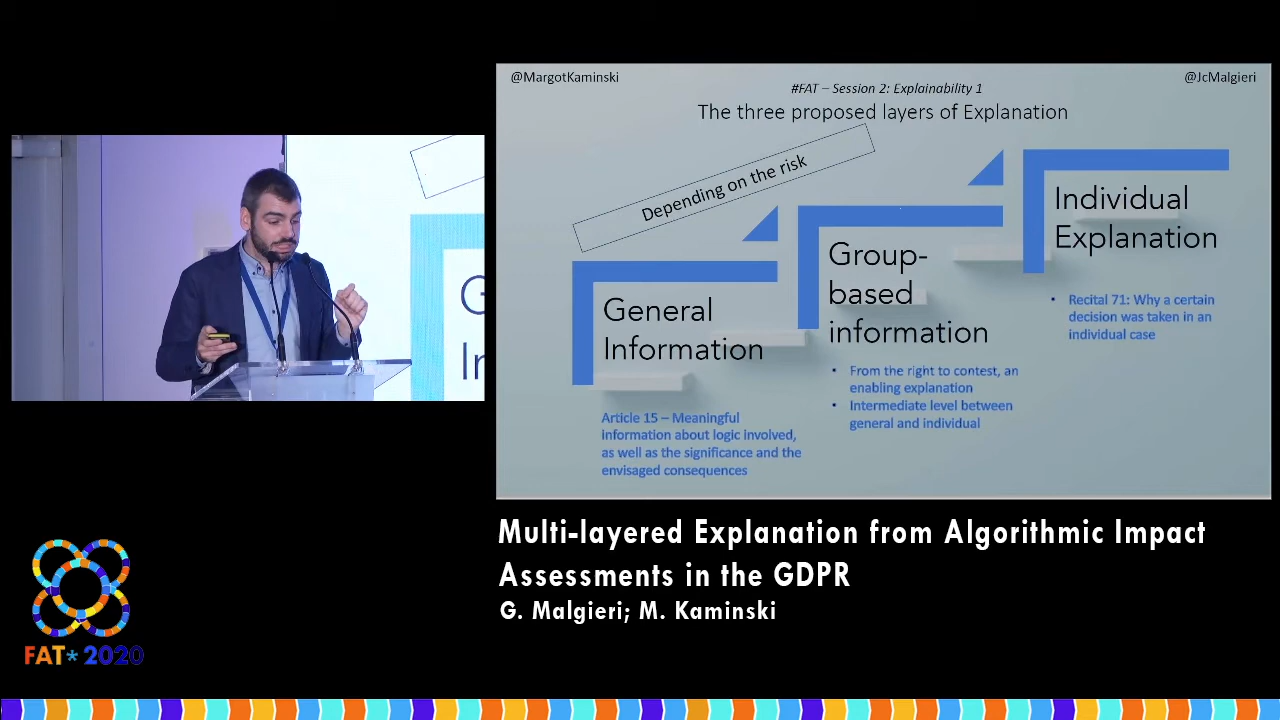 @MargotKaminski
@JcMalgieri
#FAT – Session 2: Explainability 1
The three proposed layers of Explanation
Depending on the risk
General
Information
Article 15 – Meaningful
information about logic involved,
as well as the significance and the
envisaged consequences
Group-
based
information
• From the right to contest, an
enabling explanation
• Intermediate level between
general and individual
Individual
Explanation
• Recital 71: Why a certain
decision was taken in an
individual case
G
In
Multi-layered Explanation from Algorithmic Impact
Assessments in the GDPR
G. Malgieri; M. Kaminski
FAT* 2020